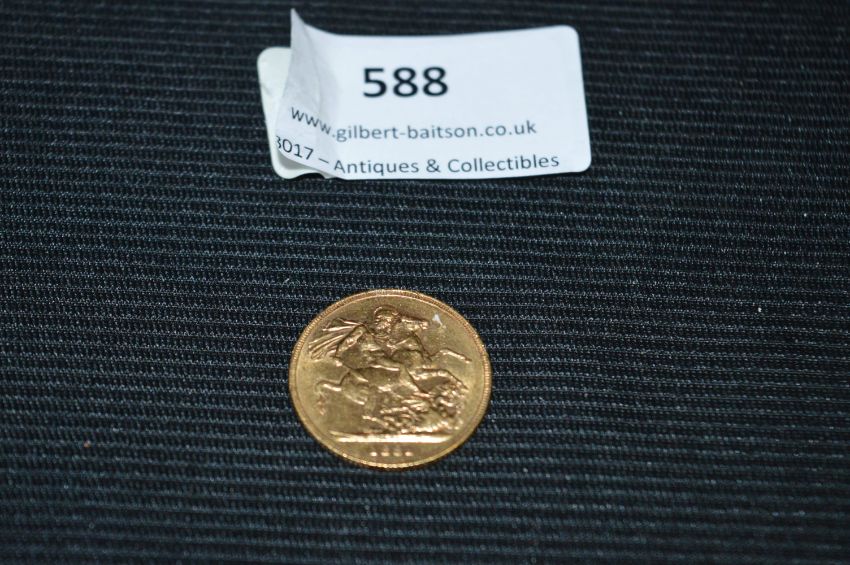 588
www.gilbert-baitson.co.uk
3017 – Antiques & Collectibles